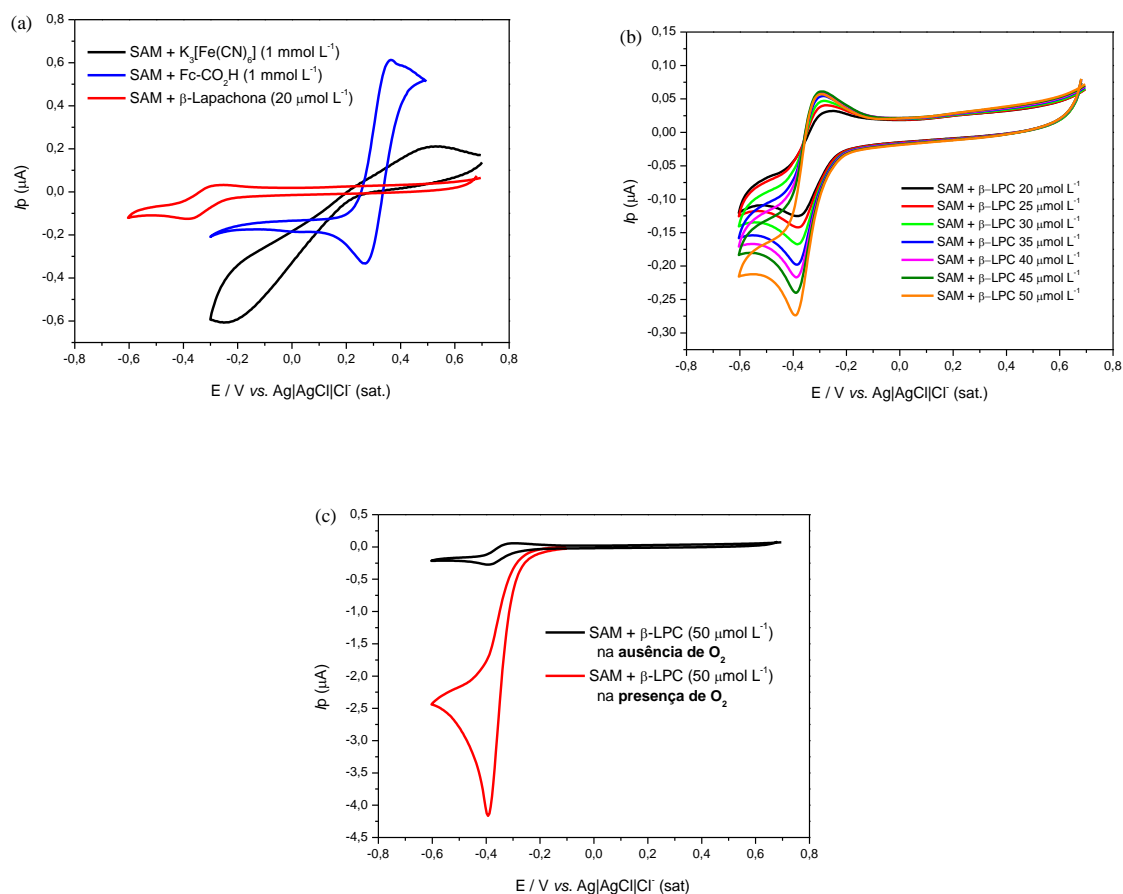 (a)
0,8
0,6
0,4
0,2
0,0
-0,2
-0,4
-0,6
Ip (μA)
SAM + K3[Fe(CN)6] (1 mmol L-1)
SAM + Fc-CO2H (1 mmol L-1)
SAM + β-Lapachona (20 μmol L-1)
-0,8 -0,6 -0,4 -0,2 0,0 0,2 0,4 0,6 0,8
E / V vs. Ag|AgCl|Cl- (sat.)
(b)
0,15
0,10
0,05
0,00
-0,05
-0,10
-0,15
-0,20
-0,25
-0,30
Ip (μA)
SAM + β-LPC 20 μmol L-1
SAM + β-LPC 25 μmol L-1
SAM + β-LPC 30 μmol L-1
SAM + β-LPC 35 μmol L-1
SAM + β-LPC 40 μmol L-1
SAM + β-LPC 45 μmol L-1
SAM + β-LPC 50 μmol L-1
-0,8 -0,6 -0,4 -0,2 0,0 0,2 0,4 0,6 0,8
E / V vs. Ag|AgCl|Cl- (sat.)
(c)
0,5
0,0
-0,5
-1,0
-1,5
-2,0
-2,5
-3,0
-3,5
-4,0
-4,5
Ip (μA)
SAM + β-LPC (50 μmol L-1)
na ausência de O2
SAM + β-LPC (50 μmol L-1)
na presença de O2
-0,8 -0,6 -0,4 -0,2 0,0 0,2 0,4 0,6 0,8
E / V vs. Ag|AgCl|Cl- (sat)